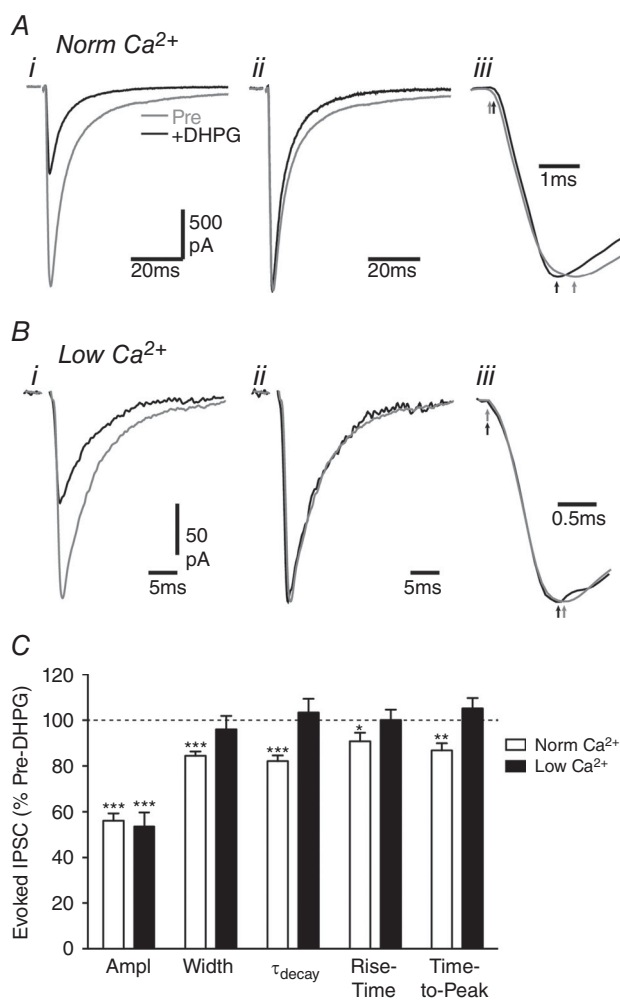 A
Norm Ca²⁺
i ii iii
Pre
+DHPG
1ms
500
pA
20ms 20ms
B
Low Ca²⁺
i ii iii
50
pA
0.5ms
5ms 5ms
C
Evoked IPSC (% Pre-DHPG)
120
100
80
60
40
20
0
*** *** *** *** * **
Norm Ca²⁺
Low Ca²⁺
Ampl Width τdecay Rise- Time-
Time to-Peak